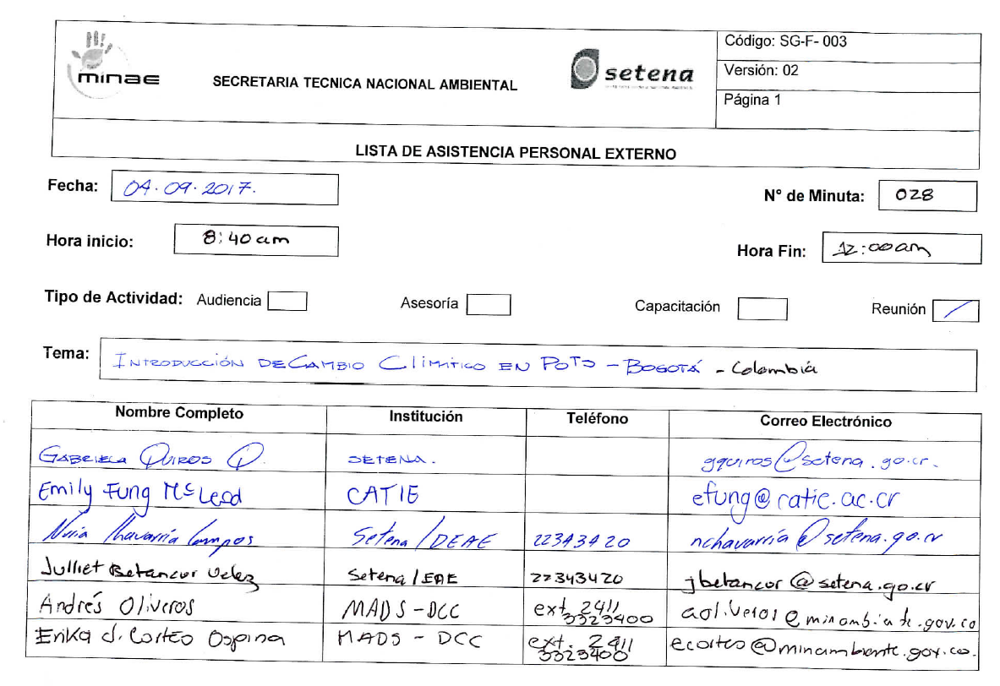 minae
SECRETARIA TECNICA NACIONAL AMBIENTAL
setena
Código: SG-F- 003
Versión: 02
Página 1
LISTA DE ASISTENCIA PERSONAL EXTERNO
Fecha: 04.09.2017.
N° de Minuta: 028
Hora inicio: 8:40am
Hora Fin: 12:00am
Tipo de Actividad: Audiencia Asesoría Capacitación Reunión
Tema: INTRODUCCIÓN DE CAMBIO CLIMÁTICO EN POTS - BOGOTÁ - Colombia
Nombre Completo Institución Teléfono Correo Electrónico
GABRIELA QUIROS Q. SETENA. gquiros@setena.go.cr.
Emily Fung McLeod CATIE efung@catie.ac.cr
Nuria Chavarría Campos Setena/DEAE 22343420 nchavarría@setena.go.cr
Julliet Betancur Velez Setena/EAE 22343420 jbetancor@setena.go.cr
Andrés Oliveros MADS-DCC ext 2411 3323400 aoliveros@minambiente.gov.co
Erika J. Cortes Ospina MADS - DCC ext. 2411 3323400 ecortes@minambiente.gov.co.